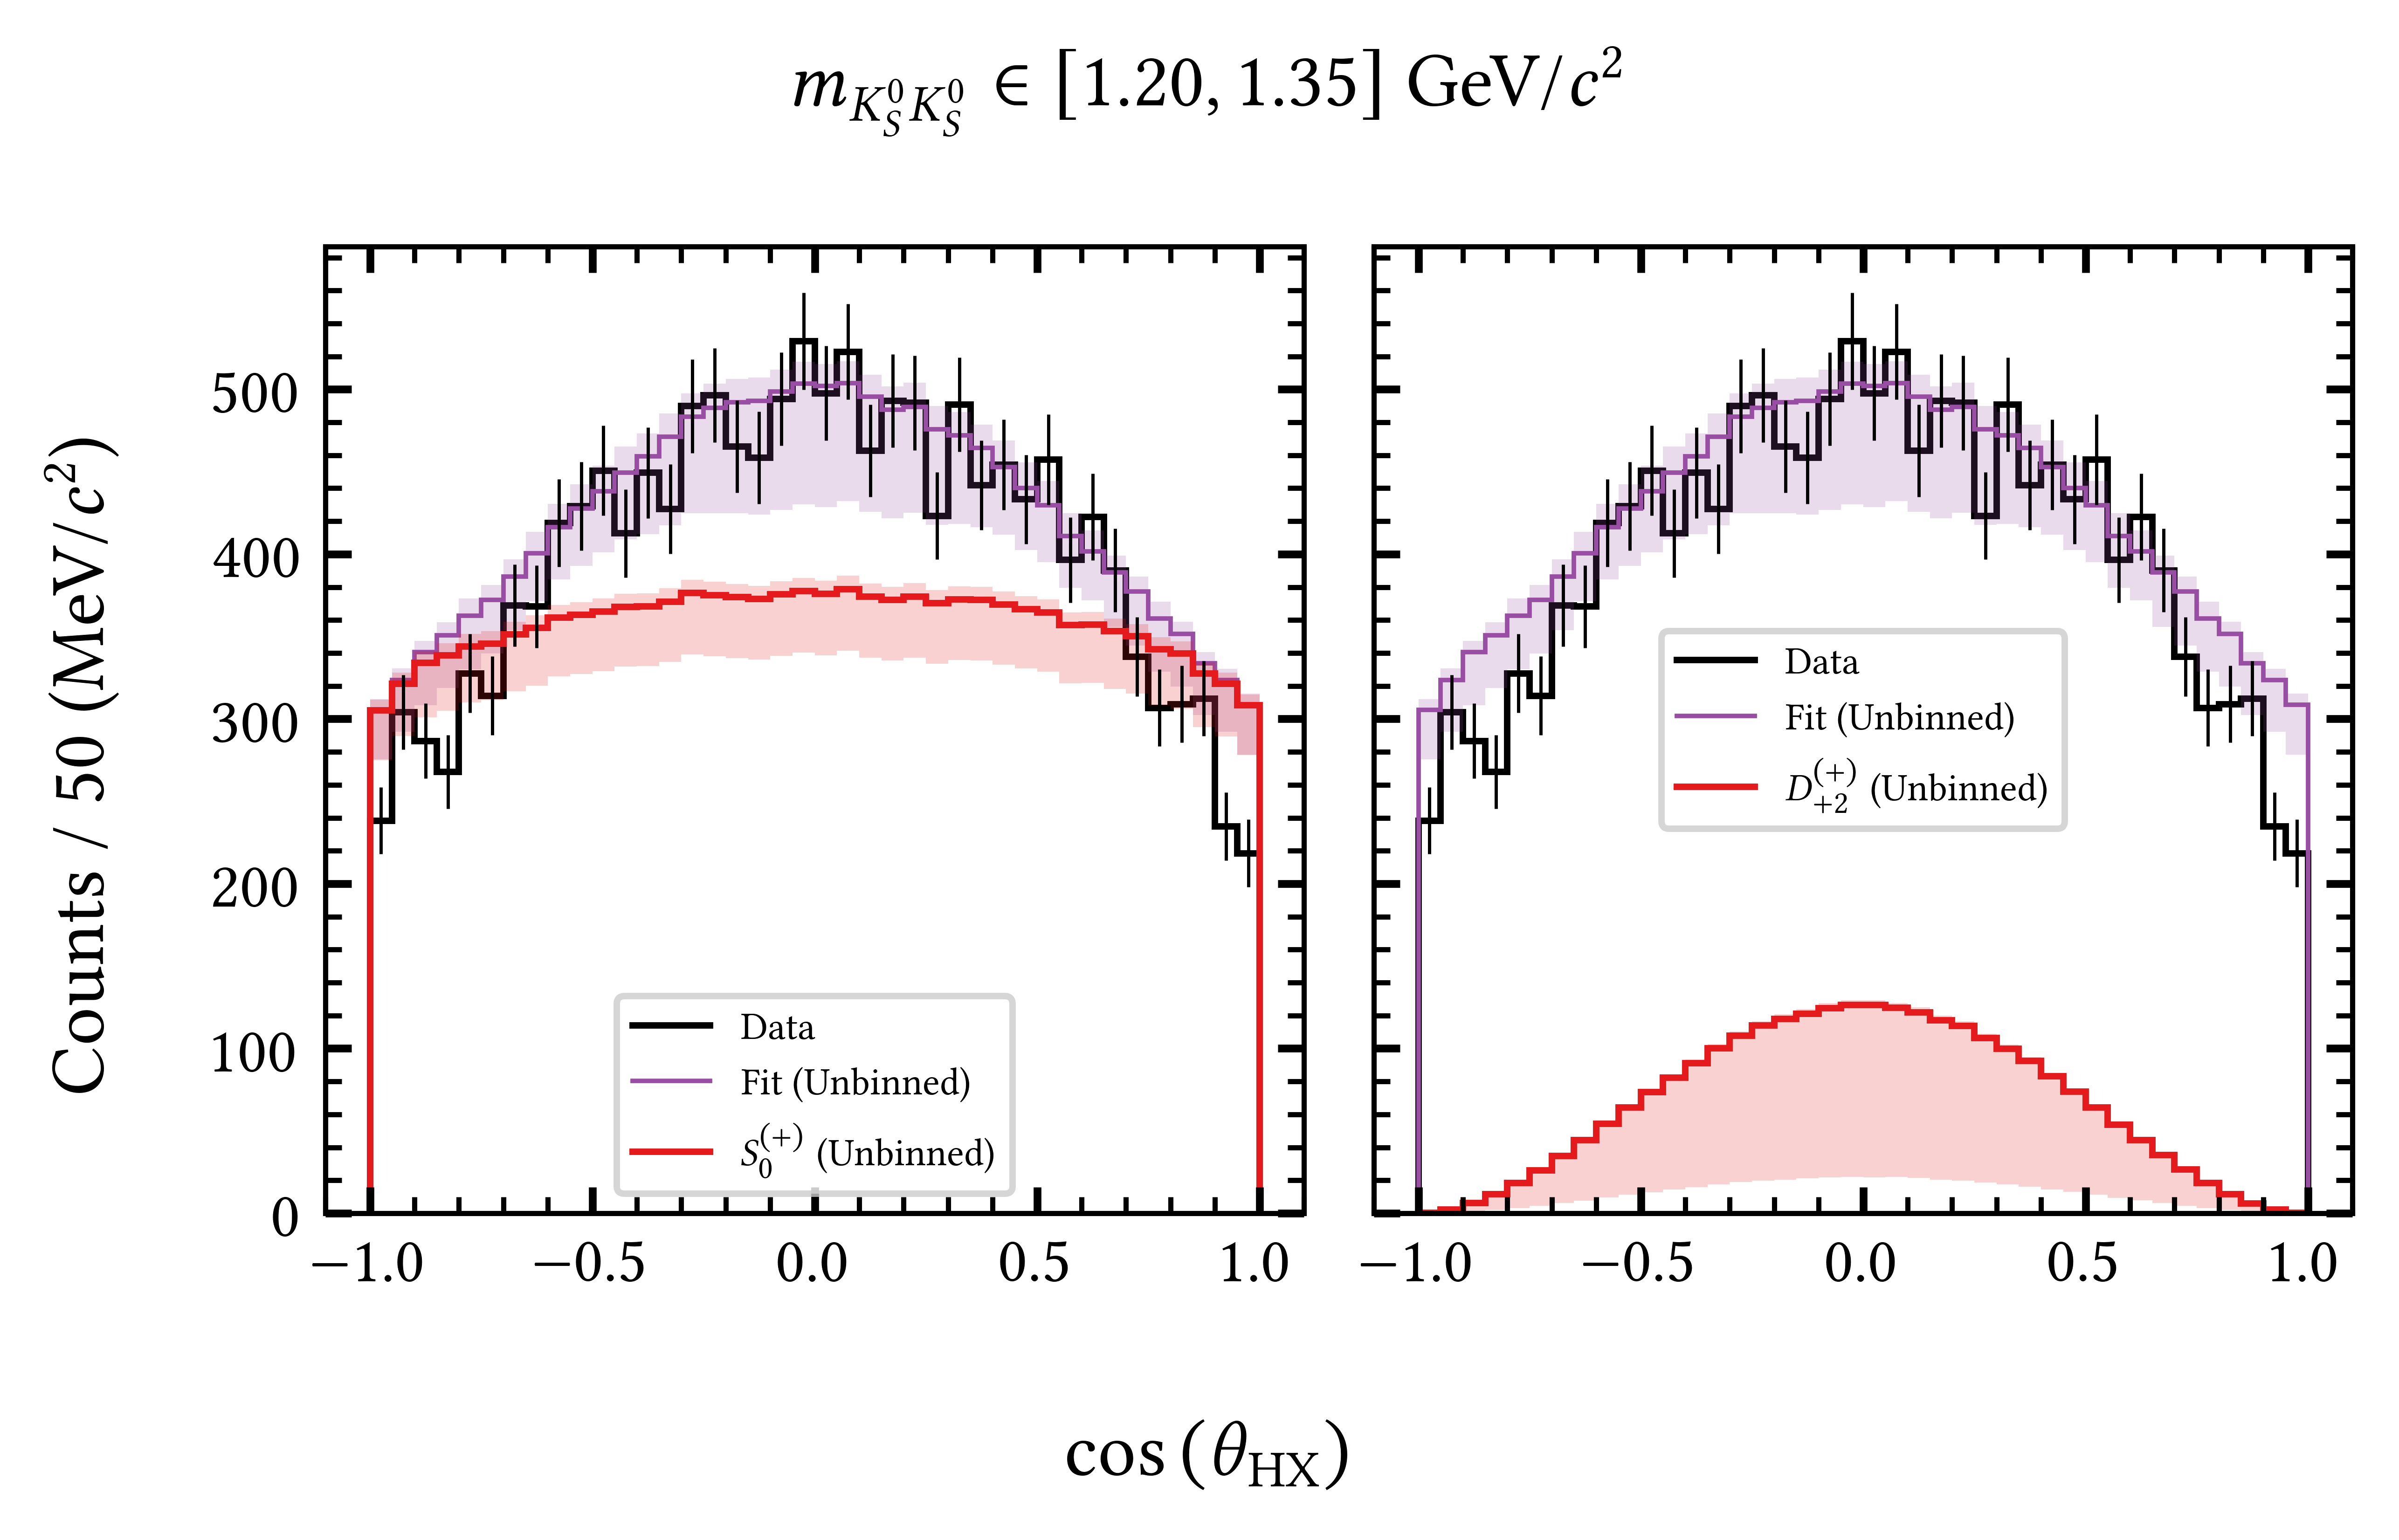 m_{K_S^0 K_S^0} ∈ [1.20, 1.35] GeV/c²
Counts / 50 (MeV/c²)
500
400
300
200
100
0
Data
Fit (Unbinned)
S_0^{(+)} (Unbinned)
Data
Fit (Unbinned)
D_{+2}^{(+)} (Unbinned)
−1.0 −0.5 0.0 0.5 1.0
−1.0 −0.5 0.0 0.5 1.0
cos (θ_HX)